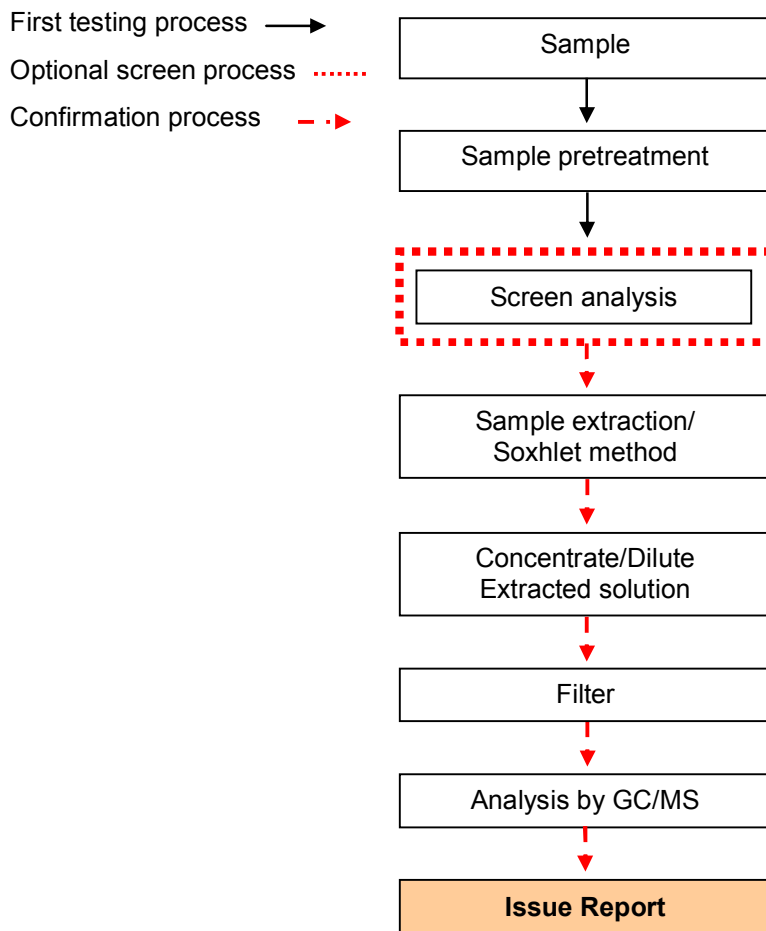 First testing process
Optional screen process
Confirmation process
Sample
Sample pretreatment
Screen analysis
Sample extraction/
Soxhlet method
Concentrate/Dilute
Extracted solution
Filter
Analysis by GC/MS
Issue Report